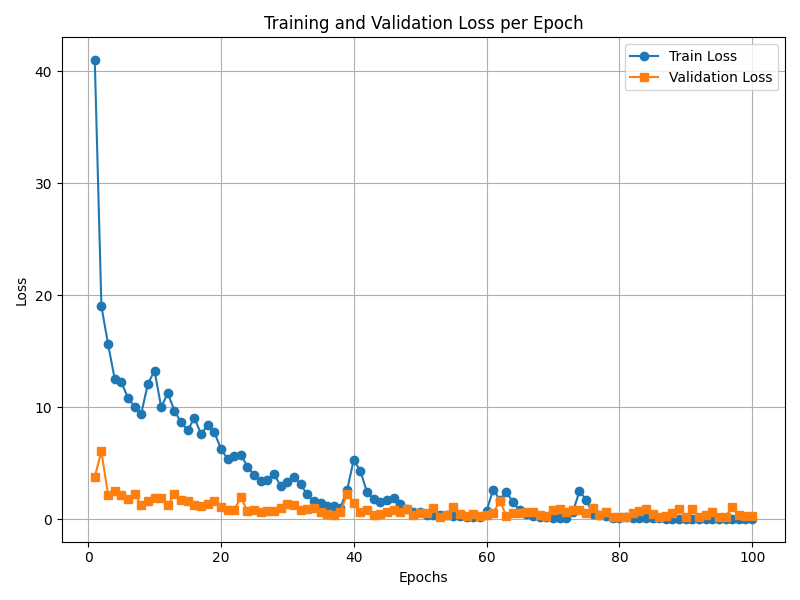 Training and Validation Loss per Epoch
Train Loss
Validation Loss
Loss
40
30
20
10
0
0 20 40 60 80 100
Epochs